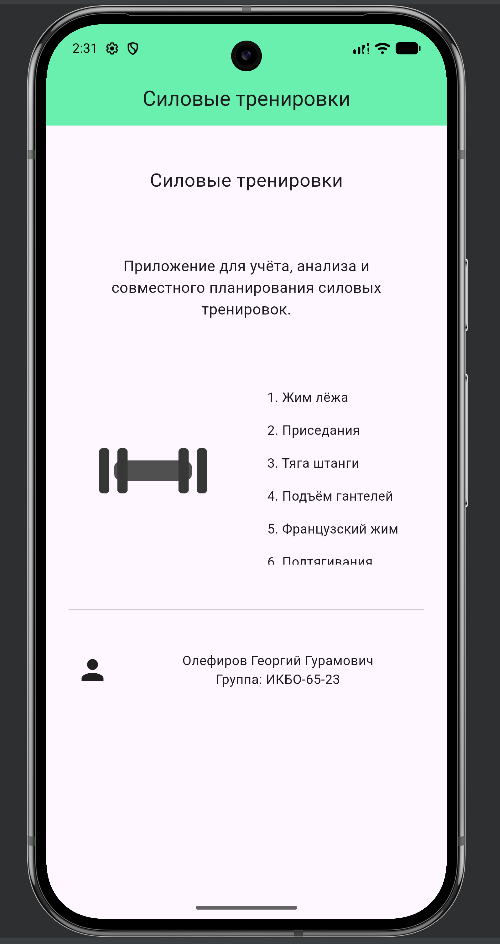 2:31
Силовые тренировки
Силовые тренировки
Приложение для учёта, анализа и
совместного планирования силовых
тренировок.
1. Жим лёжа
2. Приседания
3. Тяга штанги
4. Подъём гантелей
5. Французский жим
6. Подтягивания
Олефиров Георгий Гурамович
Группа: ИКБО-65-23